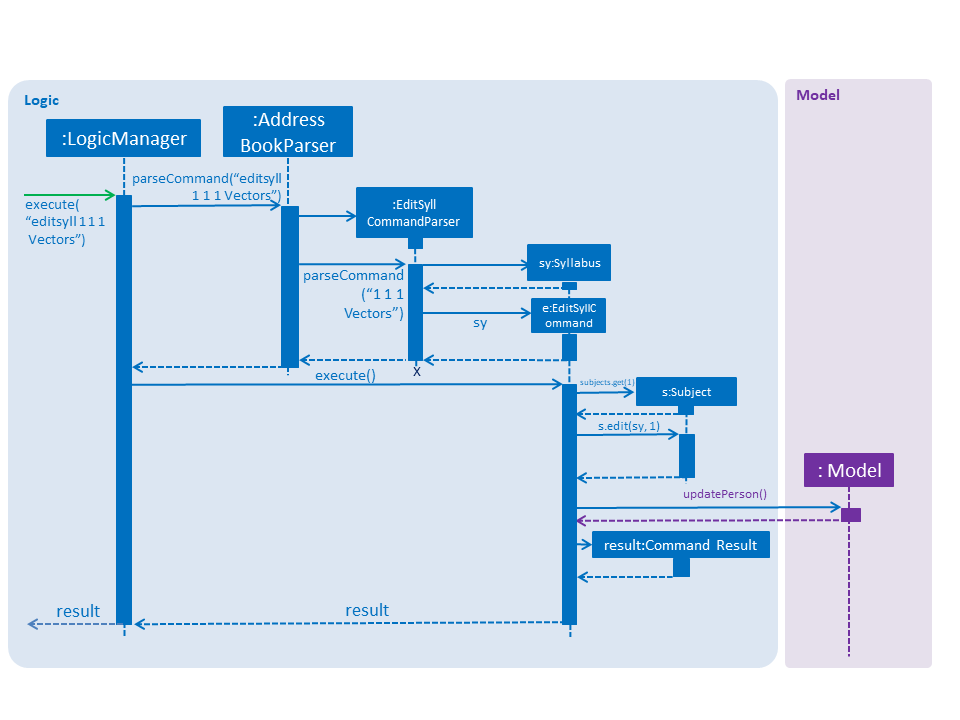 Logic
Model
:LogicManager
:Address
BookParser
parseCommand(“editsyll
1 1 1 Vectors”)
execute(
“editsyll 1 1 1
Vectors”)
:EditSyll
CommandParser
parseCommand
(“1 1 1
Vectors”)
sy:Syllabus
sy
e:EditSyllC
ommand
X
execute()
subjects.get(1)
s:Subject
s.edit(sy, 1)
: Model
updatePerson()
result:Command Result
result
result